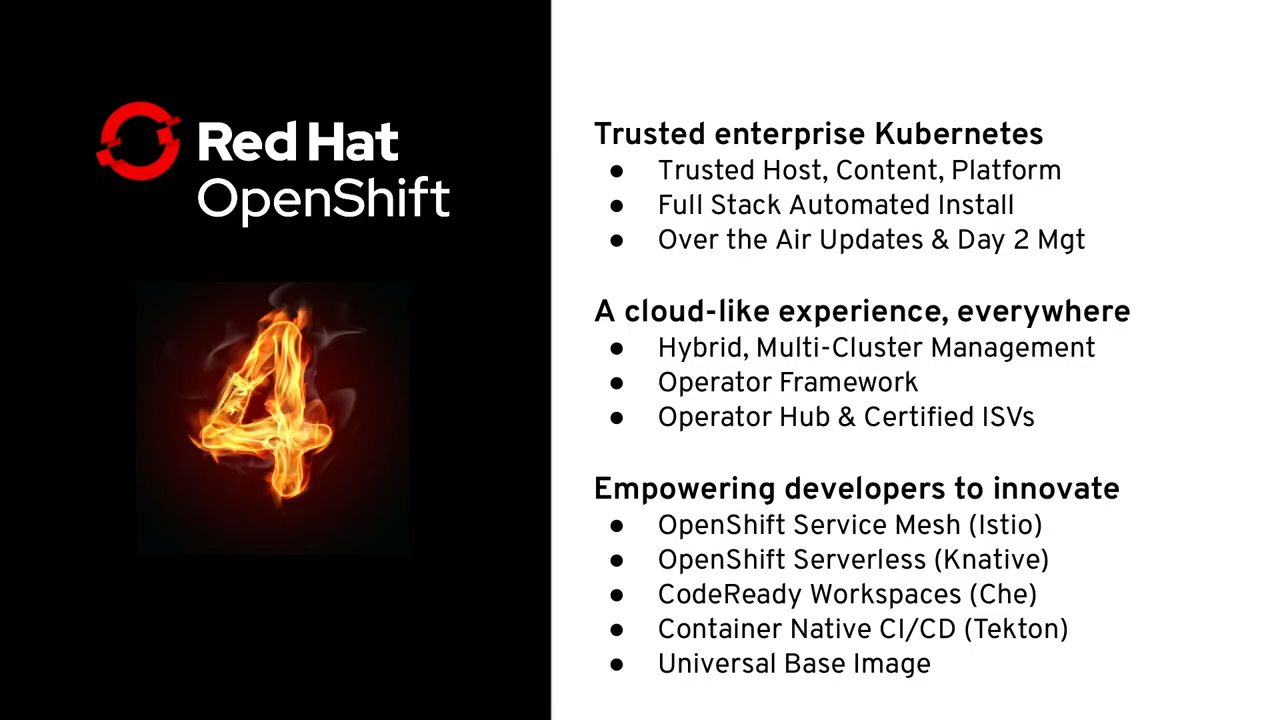 Red Hat
OpenShift
4
Trusted enterprise Kubernetes
● Trusted Host, Content, Platform
● Full Stack Automated Install
● Over the Air Updates & Day 2 Mgt
A cloud-like experience, everywhere
● Hybrid, Multi-Cluster Management
● Operator Framework
● Operator Hub & Certified ISVs
Empowering developers to innovate
● OpenShift Service Mesh (Istio)
● OpenShift Serverless (Knative)
● CodeReady Workspaces (Che)
● Container Native CI/CD (Tekton)
● Universal Base Image